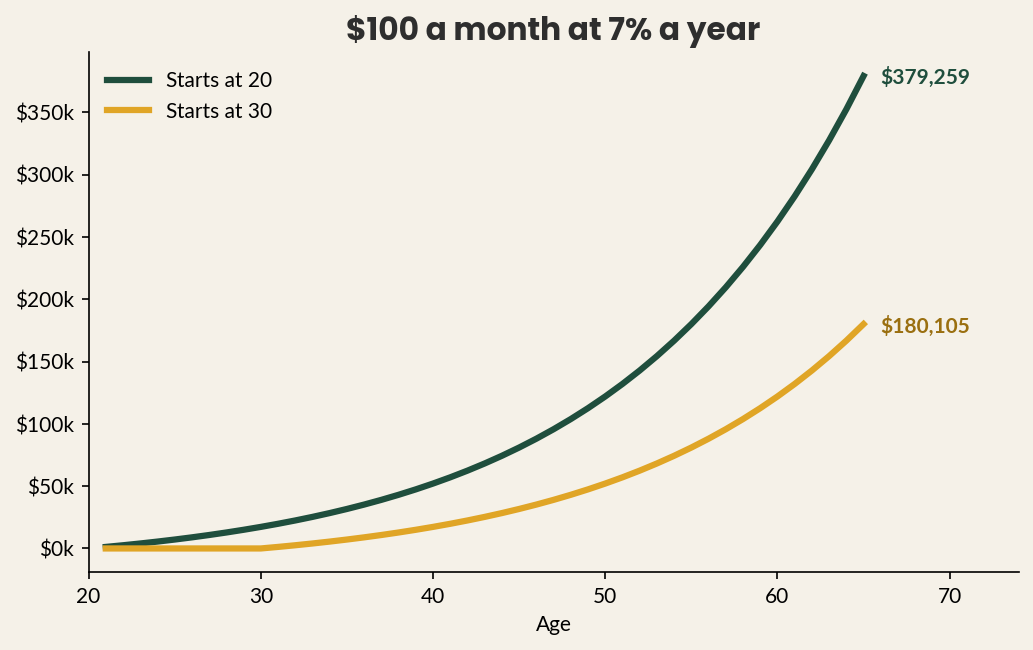 $100 a month at 7% a year
Starts at 20
Starts at 30
$379,259
$180,105
$350k
$300k
$250k
$200k
$150k
$100k
$50k
$0k
20 30 40 50 60 70
Age